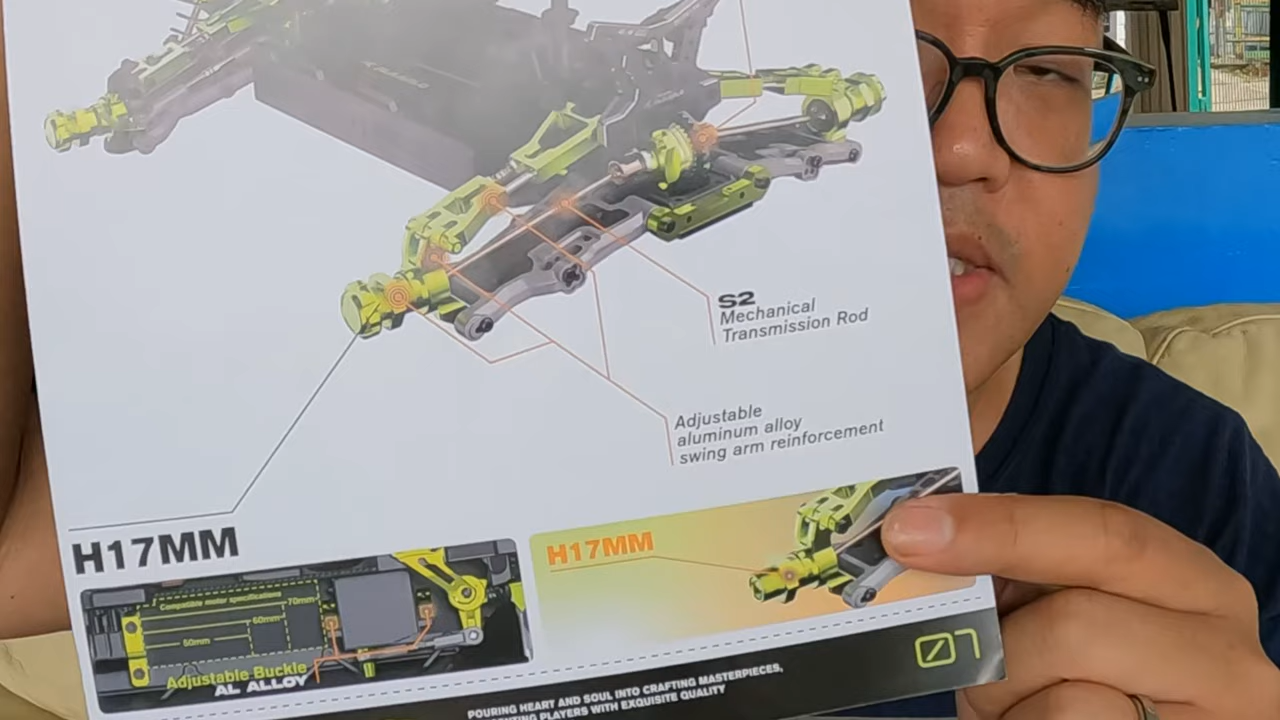 S2
Mechanical
Transmission Rod
Adjustable
aluminum alloy
swing arm reinforcement
H17MM
H17MM
Compatible motor specifications
70mm
60mm
50mm
Adjustable Buckle
AL ALLOY
07
POURING HEART AND SOUL INTO CRAFTING MASTERPIECES,
PLAYERS WITH EXQUISITE QUALITY